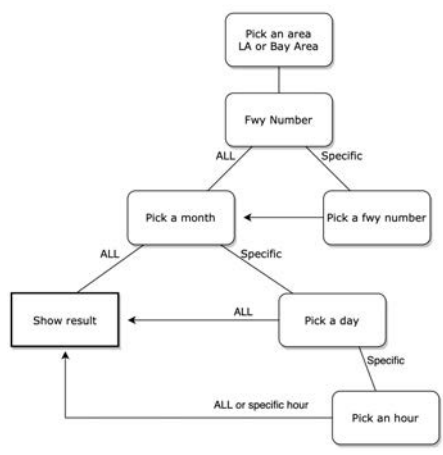 Pick an area
LA or Bay Area
Fwy Number
ALL
Specific
Pick a month
Pick a fwy number
ALL
Specific
Show result
ALL
Pick a day
Specific
ALL or specific hour
Pick an hour